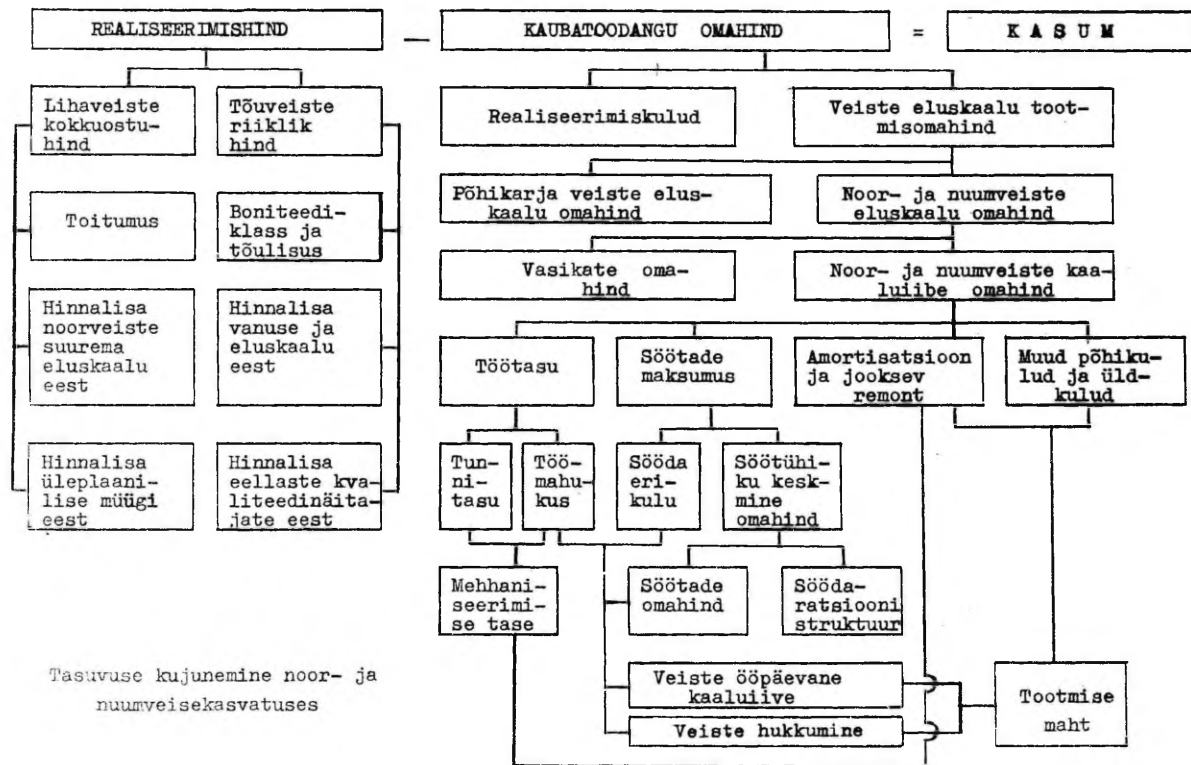 REALISEERIMISHIND — KAUBATOODANGU OMAHIND = KASUM
Lihaveiste
kokkuostu-
hind
Tõuveiste
riiklik
hind
Toitumus
Boniteedi-
klass ja
tõulisus
Hinnalisa
noorveiste
suurema
eluskaalu
eest
Hinnalisa
vanuse ja
eluskaalu
eest
Hinnalisa
üleplaani-
lise müügi
eest
Hinnalisa
eellaste kva-
liteedinäita-
jate eest
Realiseerimiskulud
Veiste eluskaalu toot-
misomahind
Põhikarja veiste elus-
kaalu omahind
Noor- ja nuumveiste
eluskaalu omahind
Vasikate oma-
hind
Noor- ja nuumveiste kaa-
luiibe omahind
Töötasu
Söötade
maksumus
Amortisatsioon
ja jooksev
remont
Muud põhiku-
lud ja üld-
kulud
Tun-
ni-
tasu
Töö-
mahu-
kus
Sööda
eri-
kulu
Söötühi-
ku kesk-
mine
omahind
Mehhani-
seerimi-
se tase
Söötade
omahind
Sööda-
ratsiooni
struktuur
Veiste ööpäevane
kaaluiive
Veiste hukkumine
Tootmise
maht
Tasuvuse kujunemine noor- ja
nuumveisekasvatuses